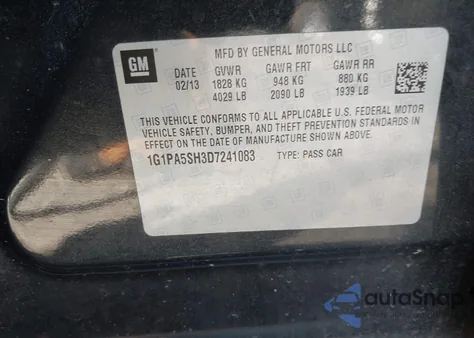 GM
MFD BY GENERAL MOTORS LLC
DATE GVWR GAWR FRT GAWR RR
02/13 1828 KG 948 KG 880 KG
4029 LB 2090 LB 1939 LB
THIS VEHICLE CONFORMS TO ALL APPLICABLE U.S. FEDERAL MOTOR
VEHICLE SAFETY, BUMPER, AND THEFT PREVENTION STANDARDS IN
EFFECT ON THE DATE OF MANUFACTURE SHOWN ABOVE.
1G1PA5SH3D7241083 TYPE: PASS CAR
autaSnap